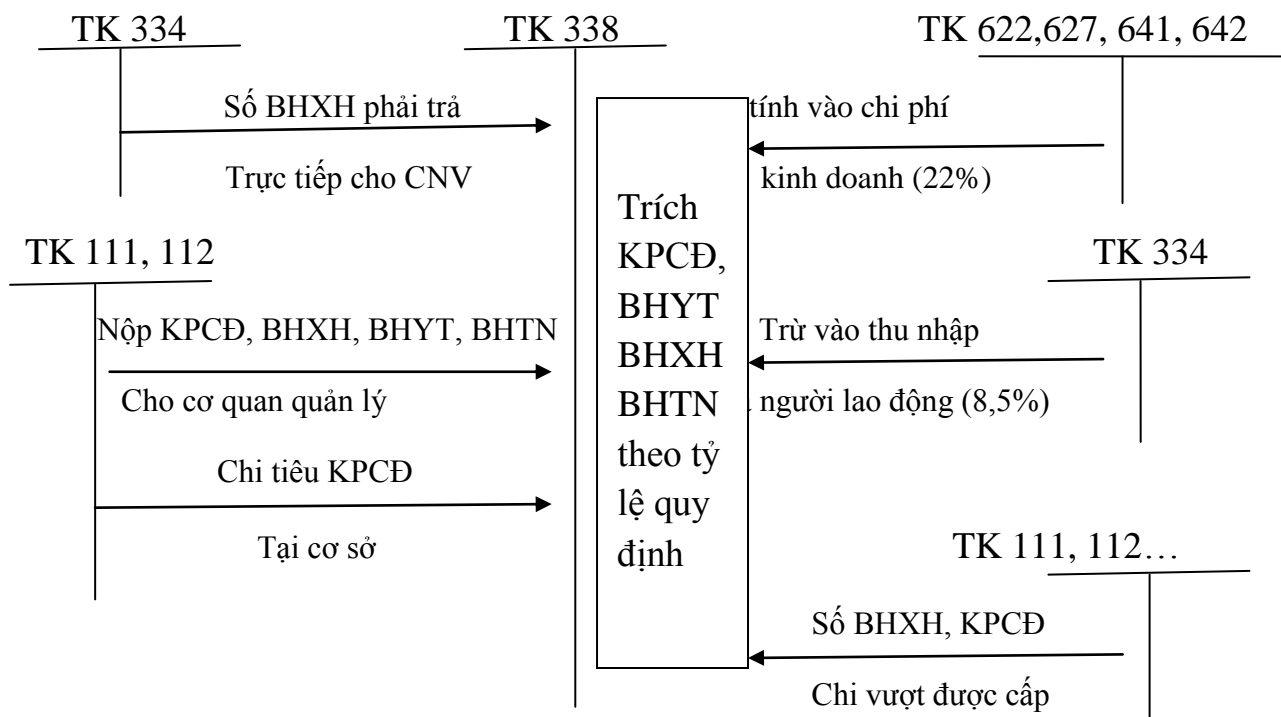 TK 334
TK 338
TK 622,627, 641, 642
Số BHXH phải trả
Trực tiếp cho CNV
tính vào chi phí
kinh doanh (22%)
TK 111, 112
Nộp KPCĐ, BHXH, BHYT, BHTN
Cho cơ quan quản lý
Chi tiêu KPCĐ
Tại cơ sở
Trích
KPCĐ,
BHYT
BHXH
BHTN
theo tỷ
lệ quy
định
TK 334
Trừ vào thu nhập
người lao động (8,5%)
TK 111, 112…
Số BHXH, KPCĐ
Chi vượt được cấp